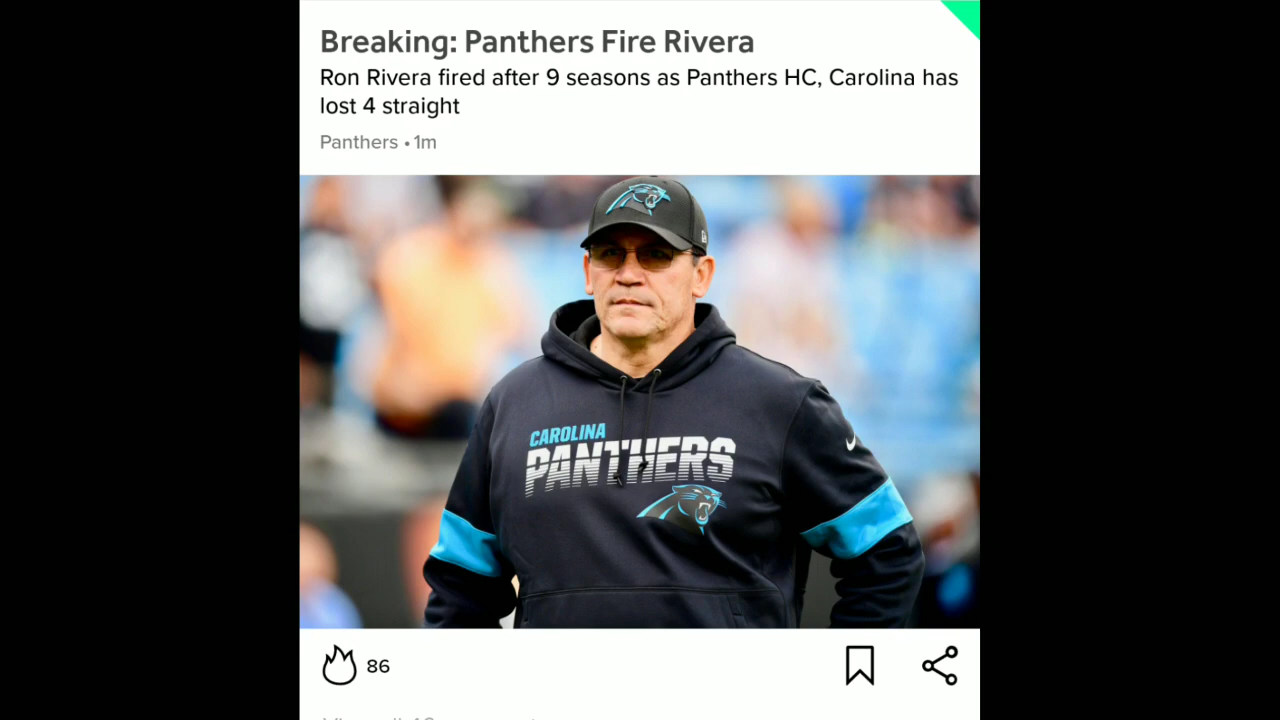 Breaking: Panthers Fire Rivera
Ron Rivera fired after 9 seasons as Panthers HC, Carolina has
lost 4 straight
Panthers • 1m
CAROLINA
PANTHERS
86